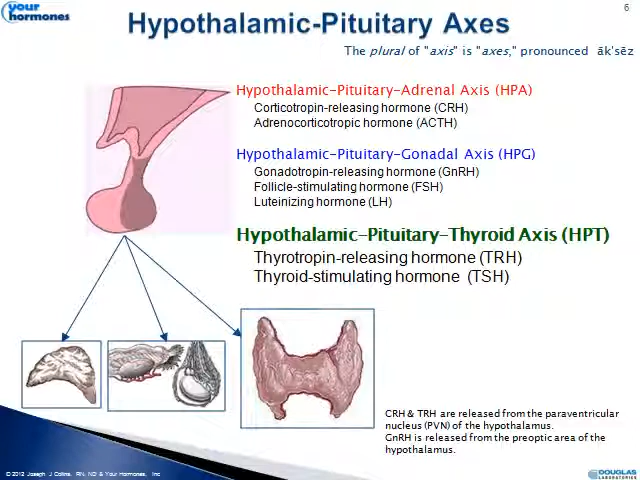 your
hormones
6
Hypothalamic-Pituitary Axes
The plural of "axis" is "axes," pronounced āk'sēz
Hypothalamic-Pituitary-Adrenal Axis (HPA)
Corticotropin-releasing hormone (CRH)
Adrenocorticotropic hormone (ACTH)
Hypothalamic-Pituitary-Gonadal Axis (HPG)
Gonadotropin-releasing hormone (GnRH)
Follicle-stimulating hormone (FSH)
Luteinizing hormone (LH)
Hypothalamic-Pituitary-Thyroid Axis (HPT)
Thyrotropin-releasing hormone (TRH)
Thyroid-stimulating hormone (TSH)
CRH & TRH are released from the paraventricular
nucleus (PVN) of the hypothalamus.
GnRH is released from the preoptic area of the
hypothalamus.
© 2012 Joseph J Collins, RN, ND & Your Hormones, Inc
DOUGLAS
LABORATORIES